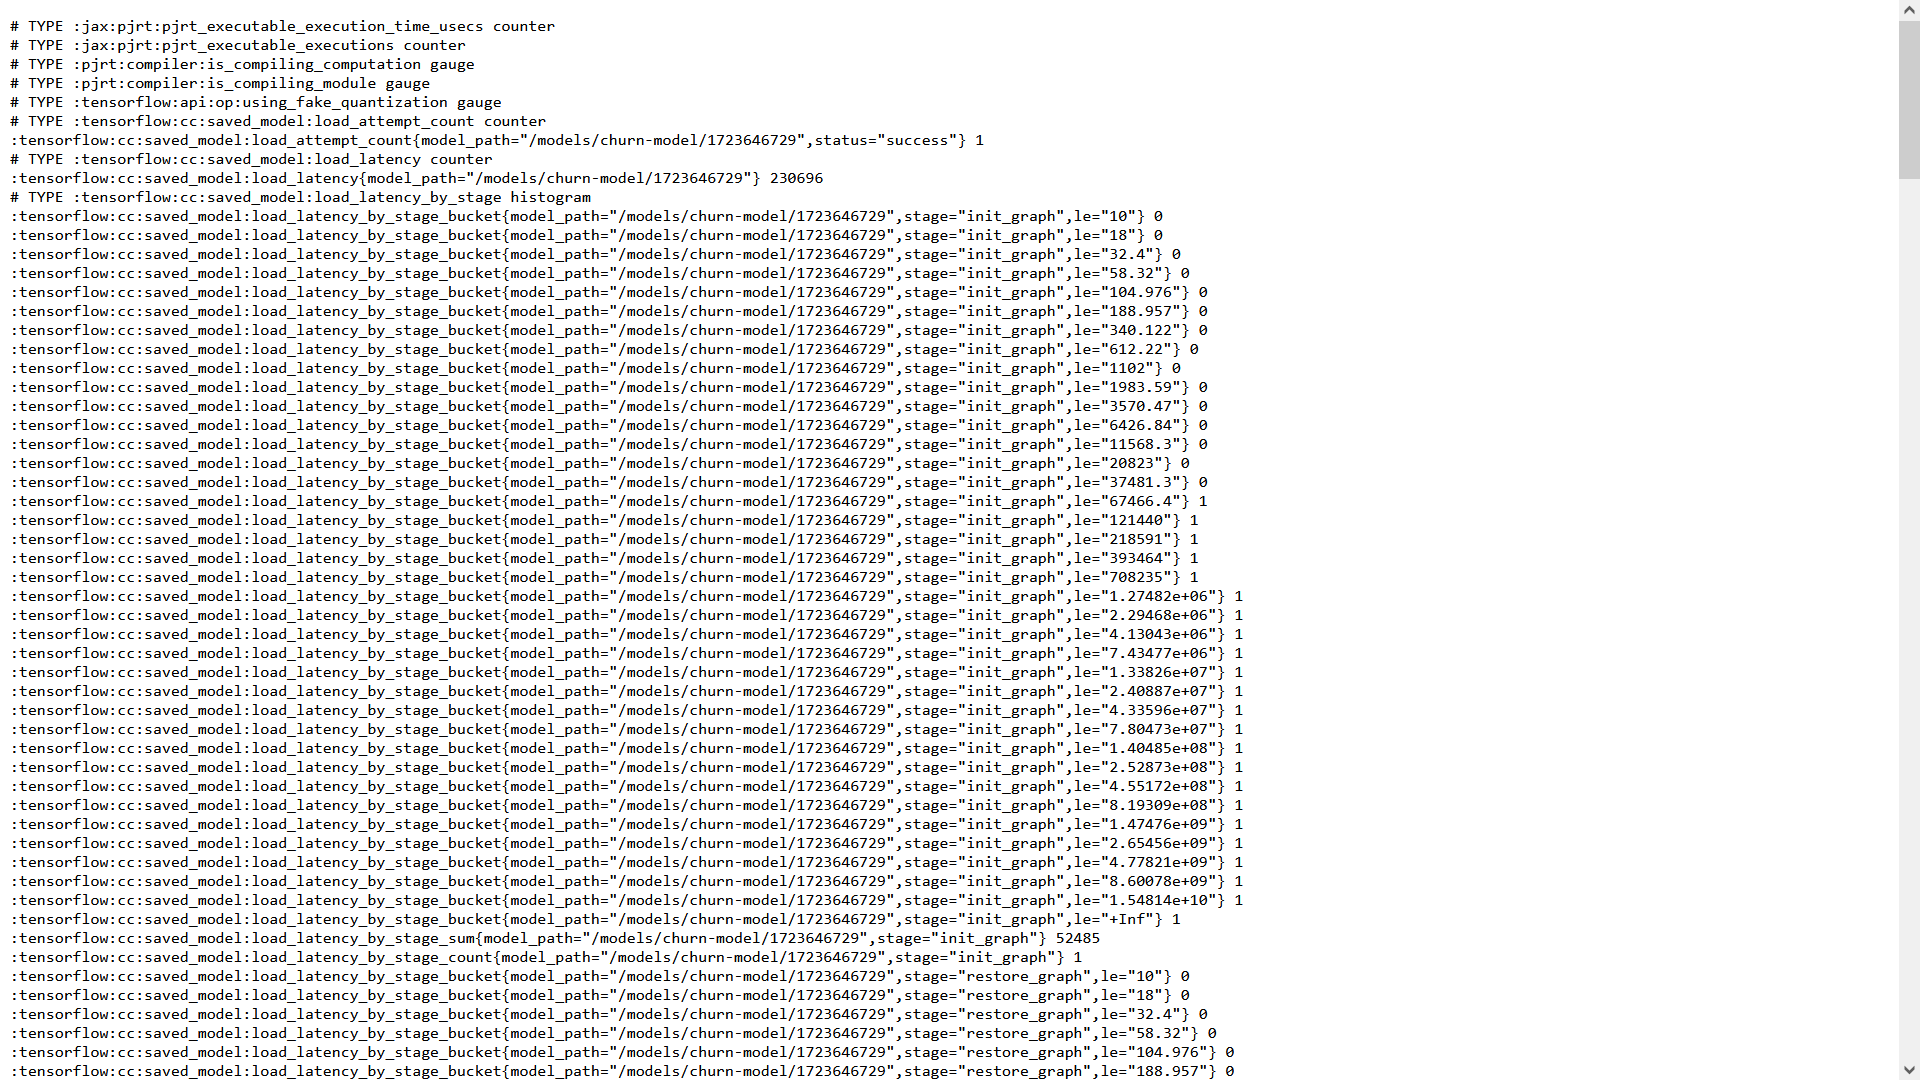 # TYPE :jax:pjrt:pjrt_executable_execution_time_usecs counter
# TYPE :jax:pjrt:pjrt_executable_executions counter
# TYPE :pjrt:compiler:is_compiling_computation gauge
# TYPE :pjrt:compiler:is_compiling_module gauge
# TYPE :tensorflow:api:op:using_fake_quantization gauge
# TYPE :tensorflow:cc:saved_model:load_attempt_count counter
:tensorflow:cc:saved_model:load_attempt_count{model_path="/models/churn-model/1723646729",status="success"} 1
# TYPE :tensorflow:cc:saved_model:load_latency counter
:tensorflow:cc:saved_model:load_latency{model_path="/models/churn-model/1723646729"} 230696
# TYPE :tensorflow:cc:saved_model:load_latency_by_stage histogram
:tensorflow:cc:saved_model:load_latency_by_stage_bucket{model_path="/models/churn-model/1723646729",stage="init_graph",le="10"} 0
:tensorflow:cc:saved_model:load_latency_by_stage_bucket{model_path="/models/churn-model/1723646729",stage="init_graph",le="18"} 0
:tensorflow:cc:saved_model:load_latency_by_stage_bucket{model_path="/models/churn-model/1723646729",stage="init_graph",le="32.4"} 0
:tensorflow:cc:saved_model:load_latency_by_stage_bucket{model_path="/models/churn-model/1723646729",stage="init_graph",le="58.32"} 0
:tensorflow:cc:saved_model:load_latency_by_stage_bucket{model_path="/models/churn-model/1723646729",stage="init_graph",le="104.976"} 0
:tensorflow:cc:saved_model:load_latency_by_stage_bucket{model_path="/models/churn-model/1723646729",stage="init_graph",le="188.957"} 0
:tensorflow:cc:saved_model:load_latency_by_stage_bucket{model_path="/models/churn-model/1723646729",stage="init_graph",le="340.122"} 0
:tensorflow:cc:saved_model:load_latency_by_stage_bucket{model_path="/models/churn-model/1723646729",stage="init_graph",le="612.22"} 0
:tensorflow:cc:saved_model:load_latency_by_stage_bucket{model_path="/models/churn-model/1723646729",stage="init_graph",le="1102"} 0
:tensorflow:cc:saved_model:load_latency_by_stage_bucket{model_path="/models/churn-model/1723646729",stage="init_graph",le="1983.59"} 0
:tensorflow:cc:saved_model:load_latency_by_stage_bucket{model_path="/models/churn-model/1723646729",stage="init_graph",le="3570.47"} 0
:tensorflow:cc:saved_model:load_latency_by_stage_bucket{model_path="/models/churn-model/1723646729",stage="init_graph",le="6426.84"} 0
:tensorflow:cc:saved_model:load_latency_by_stage_bucket{model_path="/models/churn-model/1723646729",stage="init_graph",le="11568.3"} 0
:tensorflow:cc:saved_model:load_latency_by_stage_bucket{model_path="/models/churn-model/1723646729",stage="init_graph",le="20823"} 0
:tensorflow:cc:saved_model:load_latency_by_stage_bucket{model_path="/models/churn-model/1723646729",stage="init_graph",le="37481.3"} 0
:tensorflow:cc:saved_model:load_latency_by_stage_bucket{model_path="/models/churn-model/1723646729",stage="init_graph",le="67466.4"} 1
:tensorflow:cc:saved_model:load_latency_by_stage_bucket{model_path="/models/churn-model/1723646729",stage="init_graph",le="121440"} 1
:tensorflow:cc:saved_model:load_latency_by_stage_bucket{model_path="/models/churn-model/1723646729",stage="init_graph",le="218591"} 1
:tensorflow:cc:saved_model:load_latency_by_stage_bucket{model_path="/models/churn-model/1723646729",stage="init_graph",le="393464"} 1
:tensorflow:cc:saved_model:load_latency_by_stage_bucket{model_path="/models/churn-model/1723646729",stage="init_graph",le="708235"} 1
:tensorflow:cc:saved_model:load_latency_by_stage_bucket{model_path="/models/churn-model/1723646729",stage="init_graph",le="1.27482e+06"} 1
:tensorflow:cc:saved_model:load_latency_by_stage_bucket{model_path="/models/churn-model/1723646729",stage="init_graph",le="2.29468e+06"} 1
:tensorflow:cc:saved_model:load_latency_by_stage_bucket{model_path="/models/churn-model/1723646729",stage="init_graph",le="4.13043e+06"} 1
:tensorflow:cc:saved_model:load_latency_by_stage_bucket{model_path="/models/churn-model/1723646729",stage="init_graph",le="7.43477e+06"} 1
:tensorflow:cc:saved_model:load_latency_by_stage_bucket{model_path="/models/churn-model/1723646729",stage="init_graph",le="1.33826e+07"} 1
:tensorflow:cc:saved_model:load_latency_by_stage_bucket{model_path="/models/churn-model/1723646729",stage="init_graph",le="2.40887e+07"} 1
:tensorflow:cc:saved_model:load_latency_by_stage_bucket{model_path="/models/churn-model/1723646729",stage="init_graph",le="4.33596e+07"} 1
:tensorflow:cc:saved_model:load_latency_by_stage_bucket{model_path="/models/churn-model/1723646729",stage="init_graph",le="7.80473e+07"} 1
:tensorflow:cc:saved_model:load_latency_by_stage_bucket{model_path="/models/churn-model/1723646729",stage="init_graph",le="1.40485e+08"} 1
:tensorflow:cc:saved_model:load_latency_by_stage_bucket{model_path="/models/churn-model/1723646729",stage="init_graph",le="2.52873e+08"} 1
:tensorflow:cc:saved_model:load_latency_by_stage_bucket{model_path="/models/churn-model/1723646729",stage="init_graph",le="4.55172e+08"} 1
:tensorflow:cc:saved_model:load_latency_by_stage_bucket{model_path="/models/churn-model/1723646729",stage="init_graph",le="8.19309e+08"} 1
:tensorflow:cc:saved_model:load_latency_by_stage_bucket{model_path="/models/churn-model/1723646729",stage="init_graph",le="1.47476e+09"} 1
:tensorflow:cc:saved_model:load_latency_by_stage_bucket{model_path="/models/churn-model/1723646729",stage="init_graph",le="2.65456e+09"} 1
:tensorflow:cc:saved_model:load_latency_by_stage_bucket{model_path="/models/churn-model/1723646729",stage="init_graph",le="4.77821e+09"} 1
:tensorflow:cc:saved_model:load_latency_by_stage_bucket{model_path="/models/churn-model/1723646729",stage="init_graph",le="8.60078e+09"} 1
:tensorflow:cc:saved_model:load_latency_by_stage_bucket{model_path="/models/churn-model/1723646729",stage="init_graph",le="1.54814e+10"} 1
:tensorflow:cc:saved_model:load_latency_by_stage_bucket{model_path="/models/churn-model/1723646729",stage="init_graph",le="+Inf"} 1
:tensorflow:cc:saved_model:load_latency_by_stage_sum{model_path="/models/churn-model/1723646729",stage="init_graph"} 52485
:tensorflow:cc:saved_model:load_latency_by_stage_count{model_path="/models/churn-model/1723646729",stage="init_graph"} 1
:tensorflow:cc:saved_model:load_latency_by_stage_bucket{model_path="/models/churn-model/1723646729",stage="restore_graph",le="10"} 0
:tensorflow:cc:saved_model:load_latency_by_stage_bucket{model_path="/models/churn-model/1723646729",stage="restore_graph",le="18"} 0
:tensorflow:cc:saved_model:load_latency_by_stage_bucket{model_path="/models/churn-model/1723646729",stage="restore_graph",le="32.4"} 0
:tensorflow:cc:saved_model:load_latency_by_stage_bucket{model_path="/models/churn-model/1723646729",stage="restore_graph",le="58.32"} 0
:tensorflow:cc:saved_model:load_latency_by_stage_bucket{model_path="/models/churn-model/1723646729",stage="restore_graph",le="104.976"} 0
:tensorflow:cc:saved_model:load_latency_by_stage_bucket{model_path="/models/churn-model/1723646729",stage="restore_graph",le="188.957"} 0